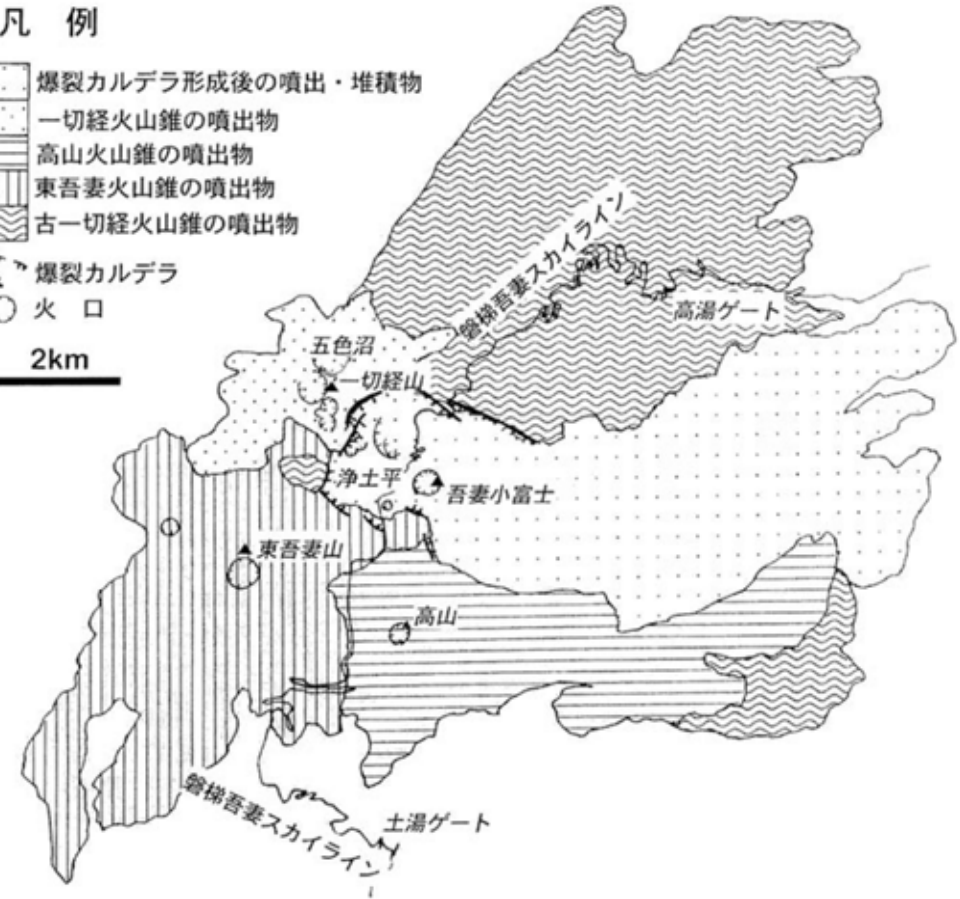 凡 例
爆裂カルデラ形成後の噴出・堆積物
一切経火山錐の噴出物
高山火山錐の噴出物
東吾妻火山錐の噴出物
古一切経火山錐の噴出物
爆裂カルデラ
火 口
2km
磐梯吾妻スカイライン
高湯ゲート
五色沼
一切経山
浄土平
吾妻小富士
東吾妻山
高山
磐梯吾妻スカイライン
土湯ゲート